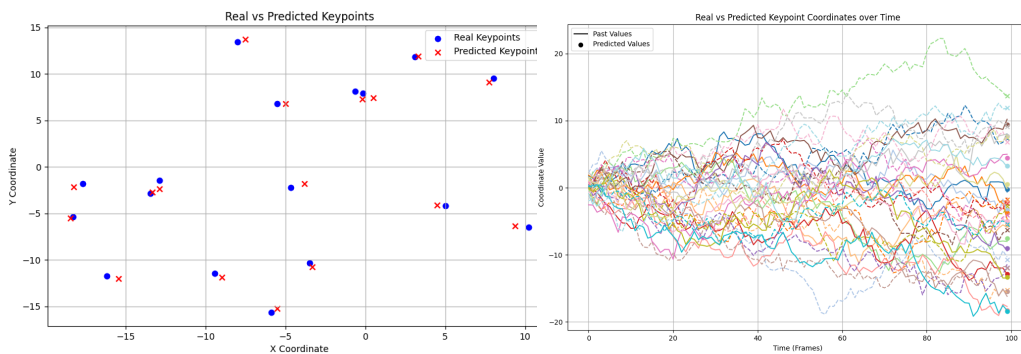 Real vs Predicted Keypoints
Real Keypoints
Predicted Keypoint
15
10
5
0
−5
−10
−15
Y Coordinate
−15
−10
−5
0
5
10
X Coordinate
Real vs Predicted Keypoint Coordinates over Time
Past Values
Predicted Values
20
10
0
−10
−20
Coordinate Value
0
20
40
60
80
100
Time (Frames)